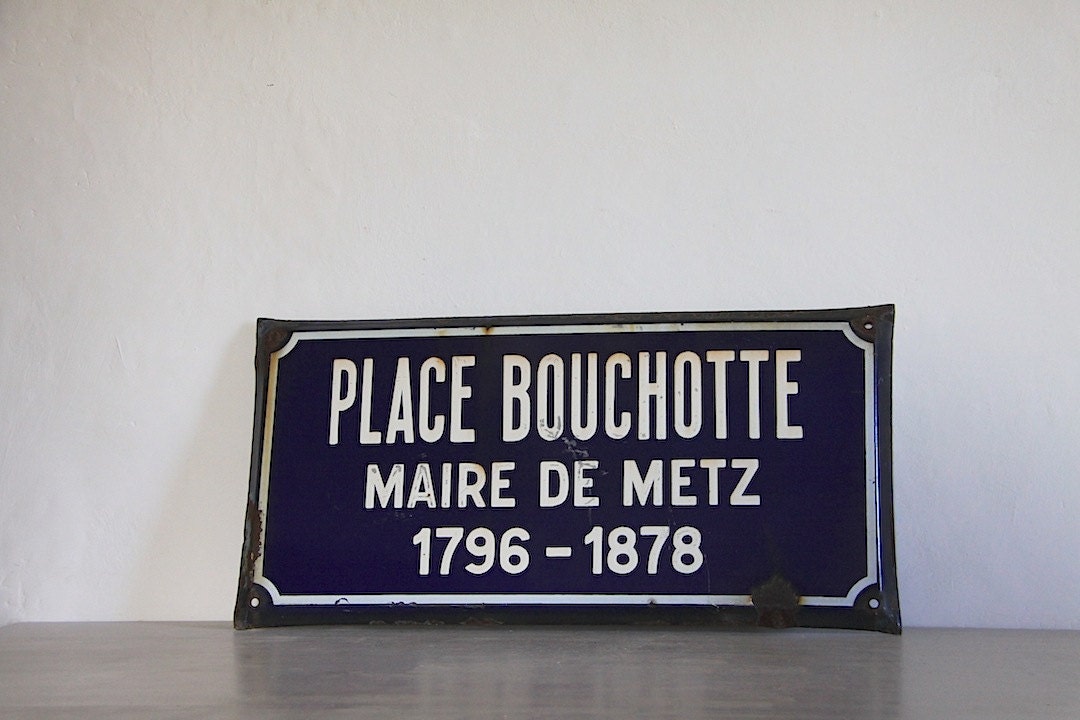 PLACE BOUCHOTTE
MAIRE DE METZ
1796 - 1878